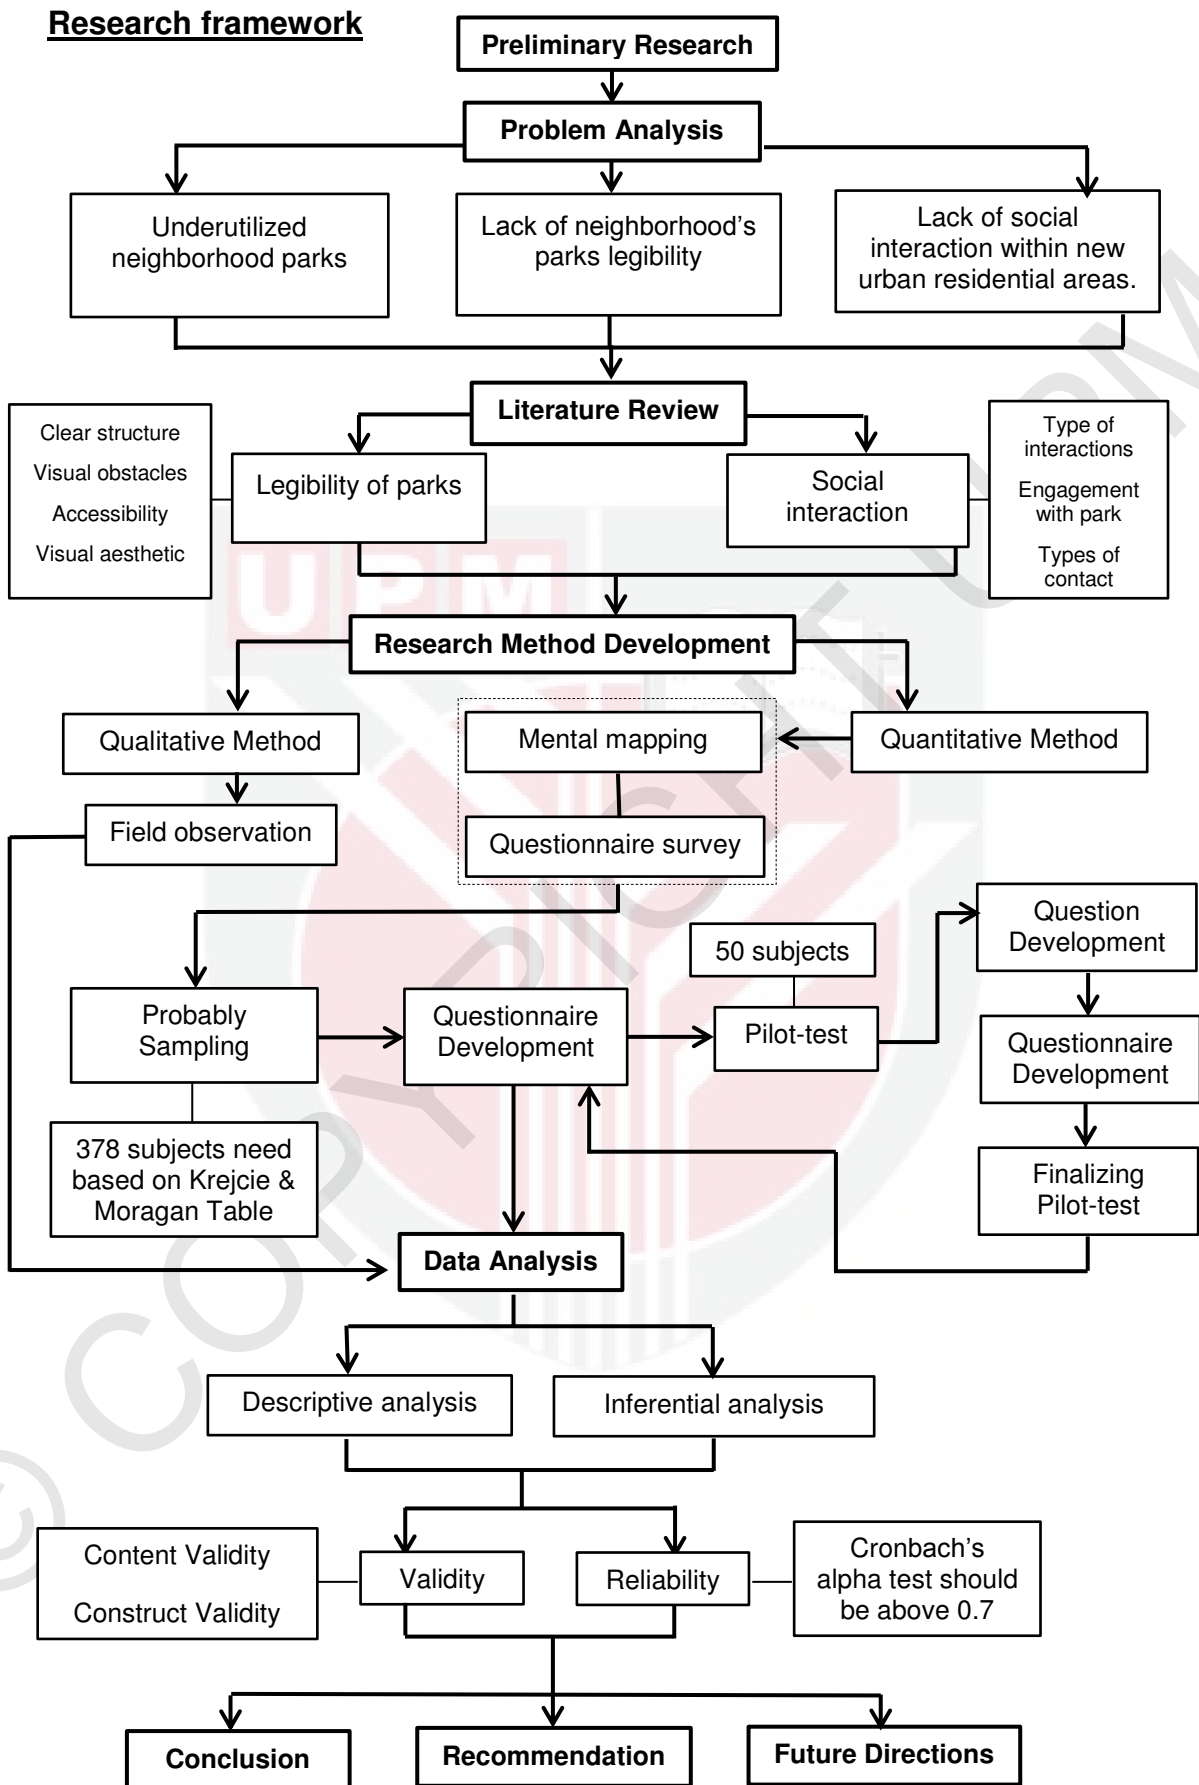 Research framework
Preliminary Research
Problem Analysis
Underutilized
neighborhood parks
Lack of neighborhood's
parks legibility
Lack of social
interaction within new
urban residential areas.
Literature Review
Clear structure
Visual obstacles
Accessibility
Visual aesthetic
Legibility of parks
Social
interaction
Type of
interactions
Engagement
with park
Types of
contact
UPM
Research Method Development
Qualitative Method
Mental mapping
Quantitative Method
Field observation
Questionnaire survey
50 subjects
Question
Development
Probably
Sampling
Questionnaire
Development
Pilot-test
Questionnaire
Development
378 subjects need
based on Krejcie &
Moragan Table
Finalizing
Pilot-test
Data Analysis
Descriptive analysis
Inferential analysis
Content Validity
Construct Validity
Validity
Reliability
Cronbach's
alpha test should
be above 0.7
Conclusion
Recommendation
Future Directions
© COPYRIGHT UPM